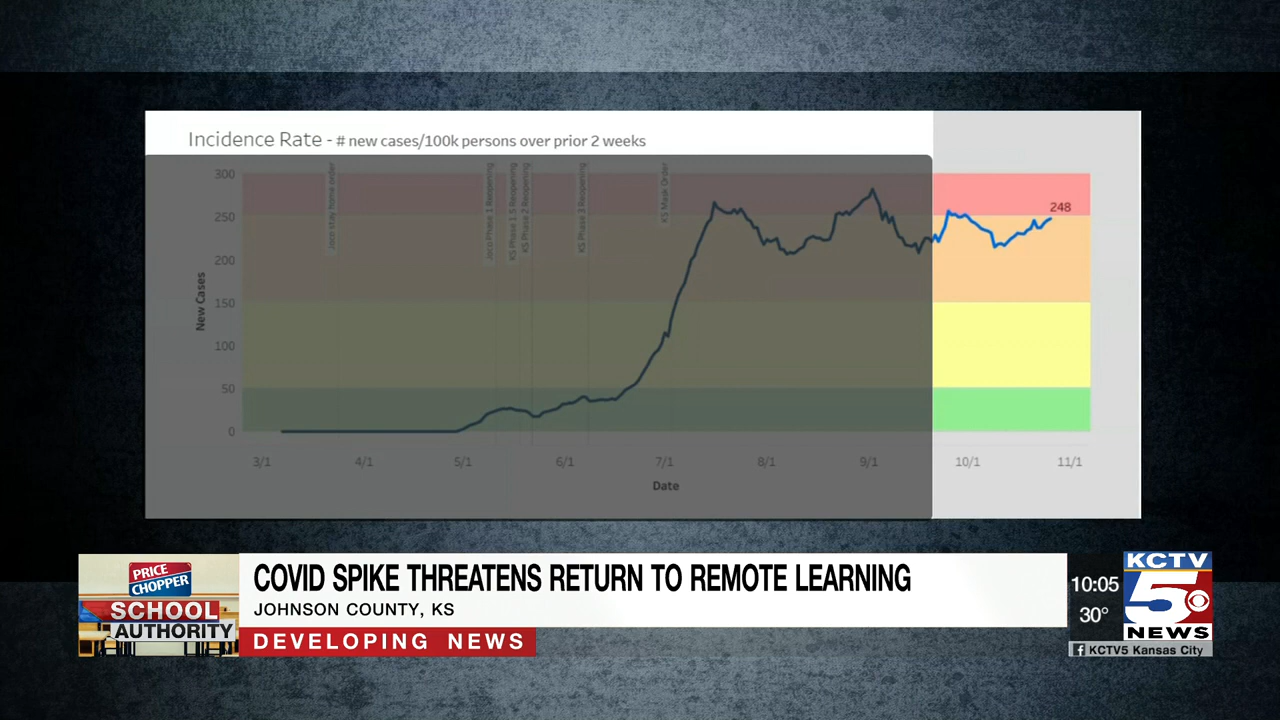 Incidence Rate - # new cases/100k persons over prior 2 weeks
300
250
200
150
100
50
0
New Cases
JoCo Stay home order
JoCo Phase 1 Reopening
KS Phase 1.5 Reopening
KS Phase 2 Reopening
KS Phase 3 Reopening
KS Mask Order
248
3/1 4/1 5/1 6/1 7/1 8/1 9/1 10/1 11/1
Date
PRICE
CHOPPER
SCHOOL
AUTHORITY
COVID SPIKE THREATENS RETURN TO REMOTE LEARNING
JOHNSON COUNTY, KS
DEVELOPING NEWS
10:05
30°
KCTV
5
NEWS
KCTV5 Kansas City